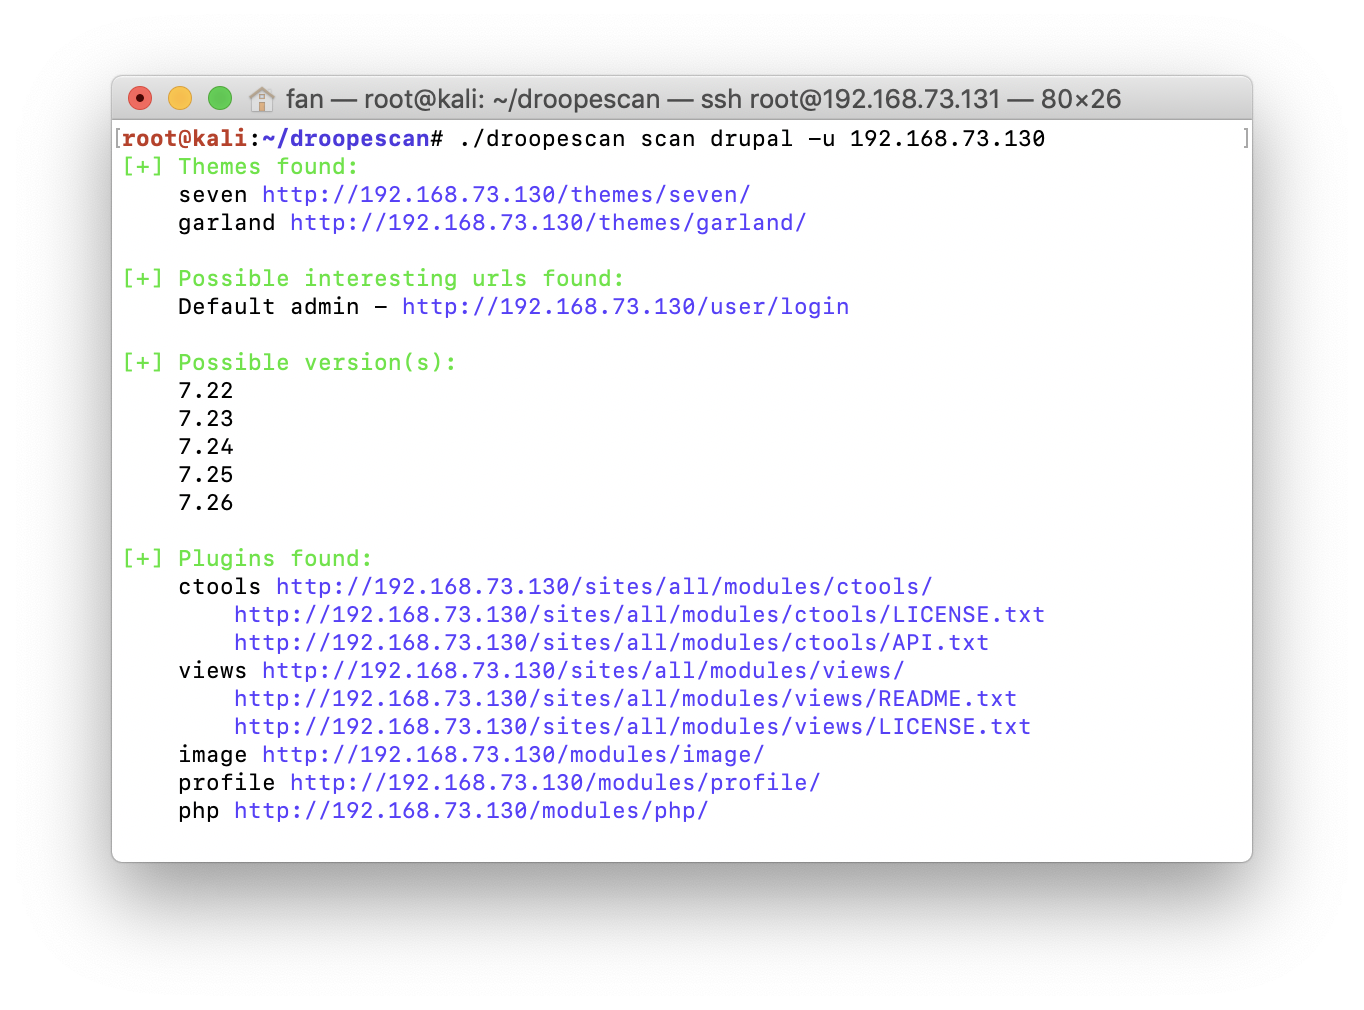 fan — root@kali: ~/droopescan — ssh root@192.168.73.131 — 80×26
[root@kali:~/droopescan# ./droopescan scan drupal -u 192.168.73.130 ]
[+] Themes found:
seven http://192.168.73.130/themes/seven/
garland http://192.168.73.130/themes/garland/
[+] Possible interesting urls found:
Default admin - http://192.168.73.130/user/login
[+] Possible version(s):
7.22
7.23
7.24
7.25
7.26
[+] Plugins found:
ctools http://192.168.73.130/sites/all/modules/ctools/
http://192.168.73.130/sites/all/modules/ctools/LICENSE.txt
http://192.168.73.130/sites/all/modules/ctools/API.txt
views http://192.168.73.130/sites/all/modules/views/
http://192.168.73.130/sites/all/modules/views/README.txt
http://192.168.73.130/sites/all/modules/views/LICENSE.txt
image http://192.168.73.130/modules/image/
profile http://192.168.73.130/modules/profile/
php http://192.168.73.130/modules/php/